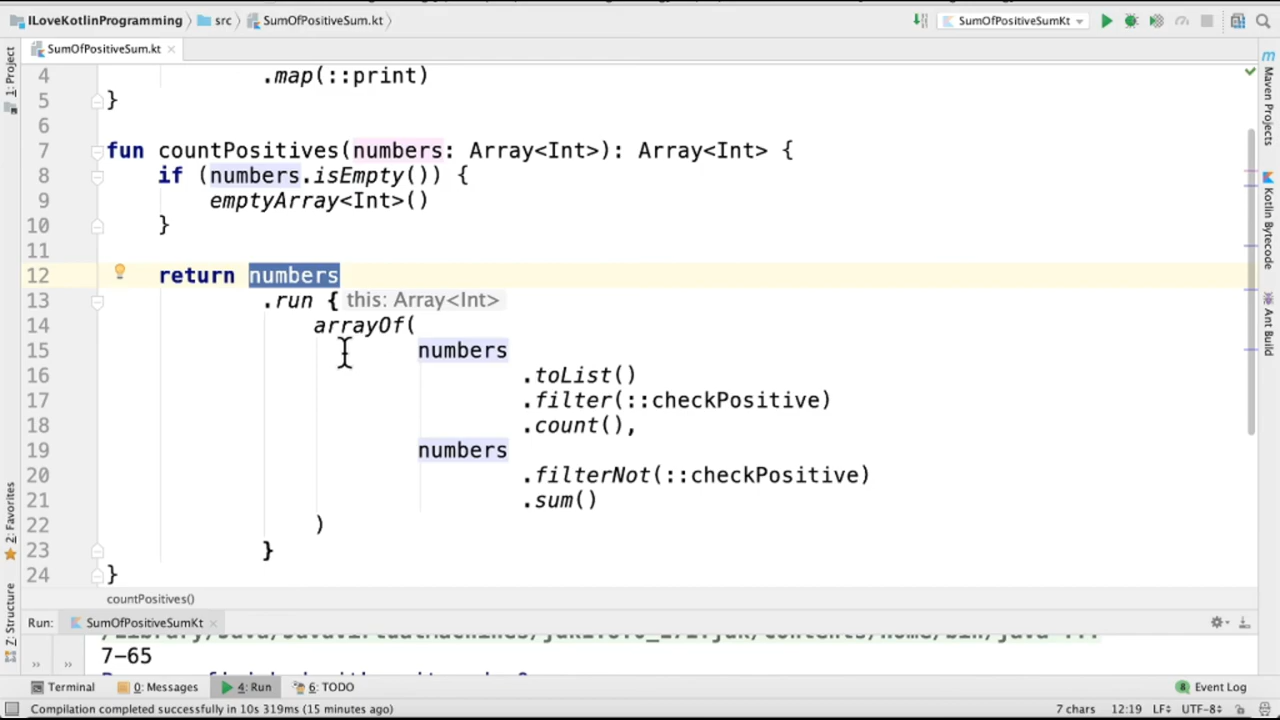 ILoveKotlinProgramming src SumOfPositiveSum.kt SumOfPositiveSumKt
SumOfPositiveSum.kt
1: Project
Maven Projects
Kotlin Bytecode
Ant Build
4 .map(::print)
5 }
6
7 fun countPositives(numbers: Array<Int>): Array<Int> {
8 if (numbers.isEmpty()) {
9 emptyArray<Int>()
10 }
11
12 return numbers
13 .run { this: Array<Int>
14 arrayOf(
15 numbers
16 .toList()
17 .filter(::checkPositive)
18 .count(),
19 numbers
20 .filterNot(::checkPositive)
21 .sum()
22 )
23 }
24 }
2: Favorites
Z: Structure
countPositives()
Run: SumOfPositiveSumKt
7-65
Terminal 0: Messages 4: Run 6: TODO 8 Event Log
Compilation completed successfully in 10s 319ms (15 minutes ago) 7 chars 12:19 LF UTF-8